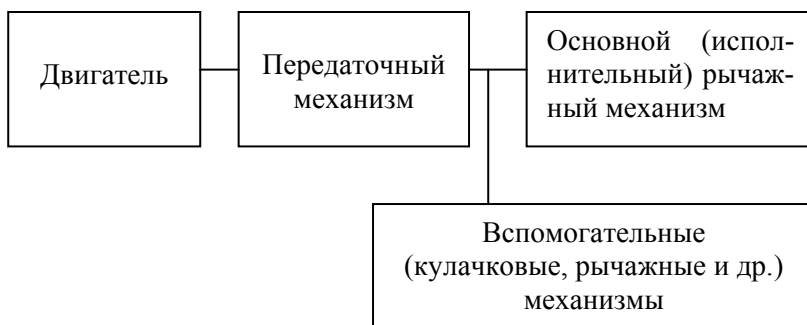 Двигатель
Передаточный
механизм
Основной (испол-
нительный) рычаж-
ный механизм
Вспомогательные
(кулачковые, рычажные и др.)
механизмы